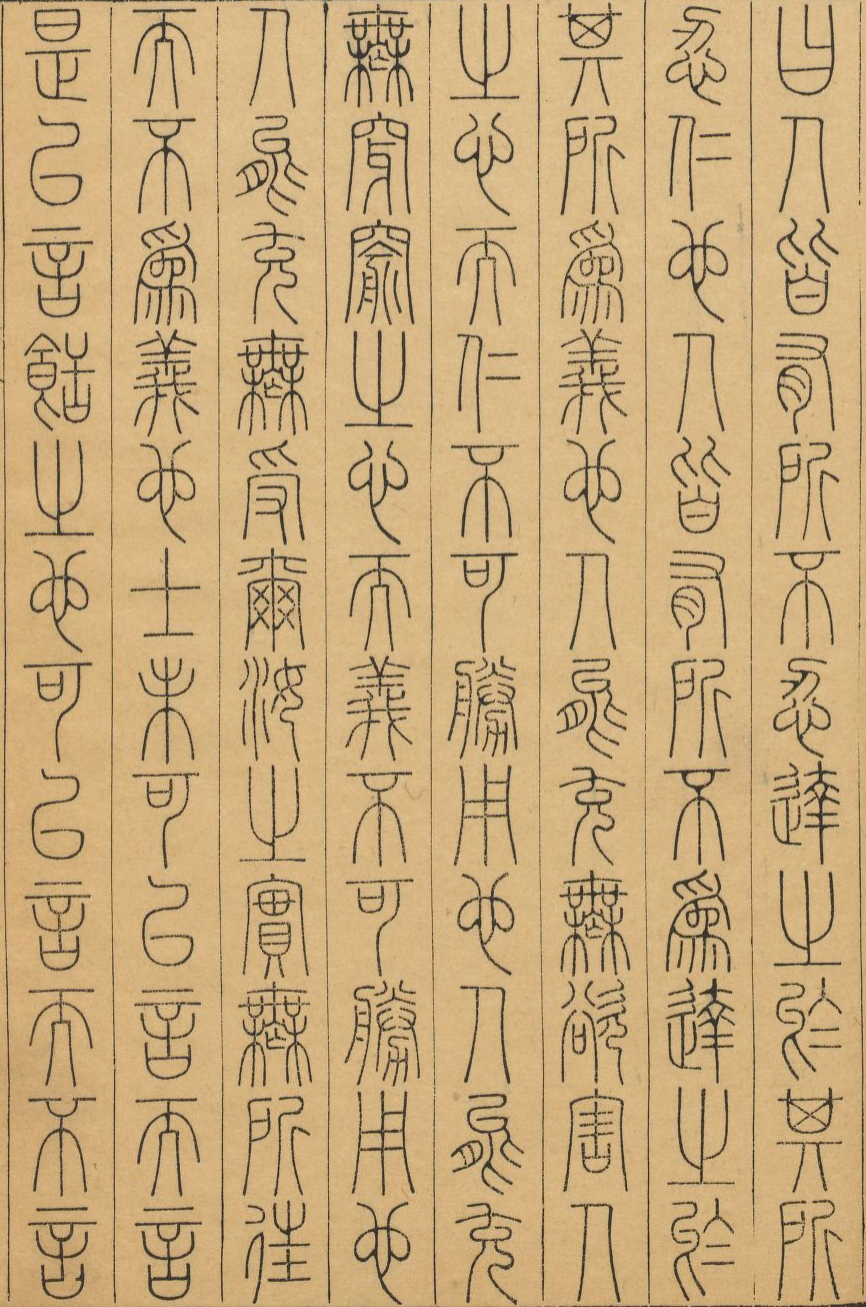 曰人皆有所不忍達之於其所
忍仁也人皆有所不爲達之於
其所爲義也人能充無欲害人
之心而仁不可勝用也人能充
無穿窬之心而義不可勝用也
人能充無受爾汝之實無所往
而不爲義也士未可以言而言
是以言餂之也可以言而不言